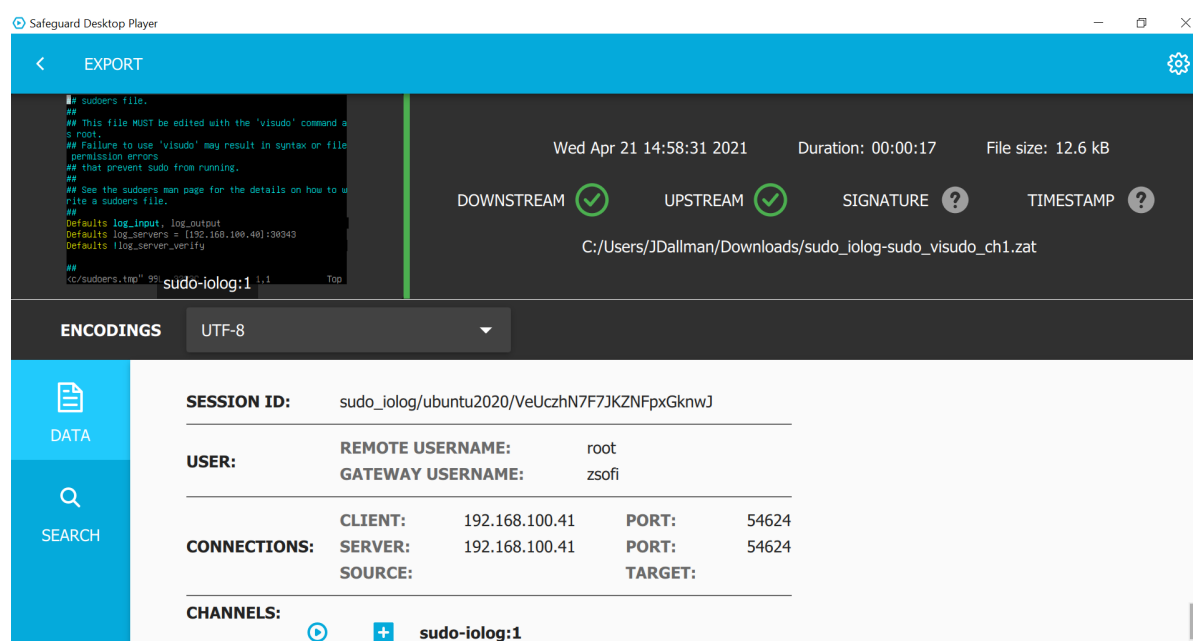 Safeguard Desktop Player
EXPORT
## sudoers file.
##
## This file MUST be edited with the 'visudo' command a
s root.
## Failure to use 'visudo' may result in syntax or file
permission errors
## that prevent sudo from running.
##
## See the sudoers man page for the details on how to w
rite a sudoers file.
##
Defaults log_input, log_output
Defaults log_servers = [192.168.100.40]:30343
Defaults !log_server_verify
##
<c/sudoers.tmp" 99L, 1,1 Top
sudo-iolog:1
Wed Apr 21 14:58:31 2021 Duration: 00:00:17 File size: 12.6 kB
DOWNSTREAM UPSTREAM SIGNATURE ? TIMESTAMP ?
C:/Users/JDallman/Downloads/sudo_iolog-sudo_visudo_ch1.zat
ENCODINGS UTF-8
DATA
SEARCH
SESSION ID: sudo_iolog/ubuntu2020/VeUczhN7F7JKZNFpxGknwJ
USER:
REMOTE USERNAME: root
GATEWAY USERNAME: zsofi
CONNECTIONS:
CLIENT: 192.168.100.41 PORT: 54624
SERVER: 192.168.100.41 PORT: 54624
SOURCE: TARGET:
CHANNELS:
sudo-iolog:1